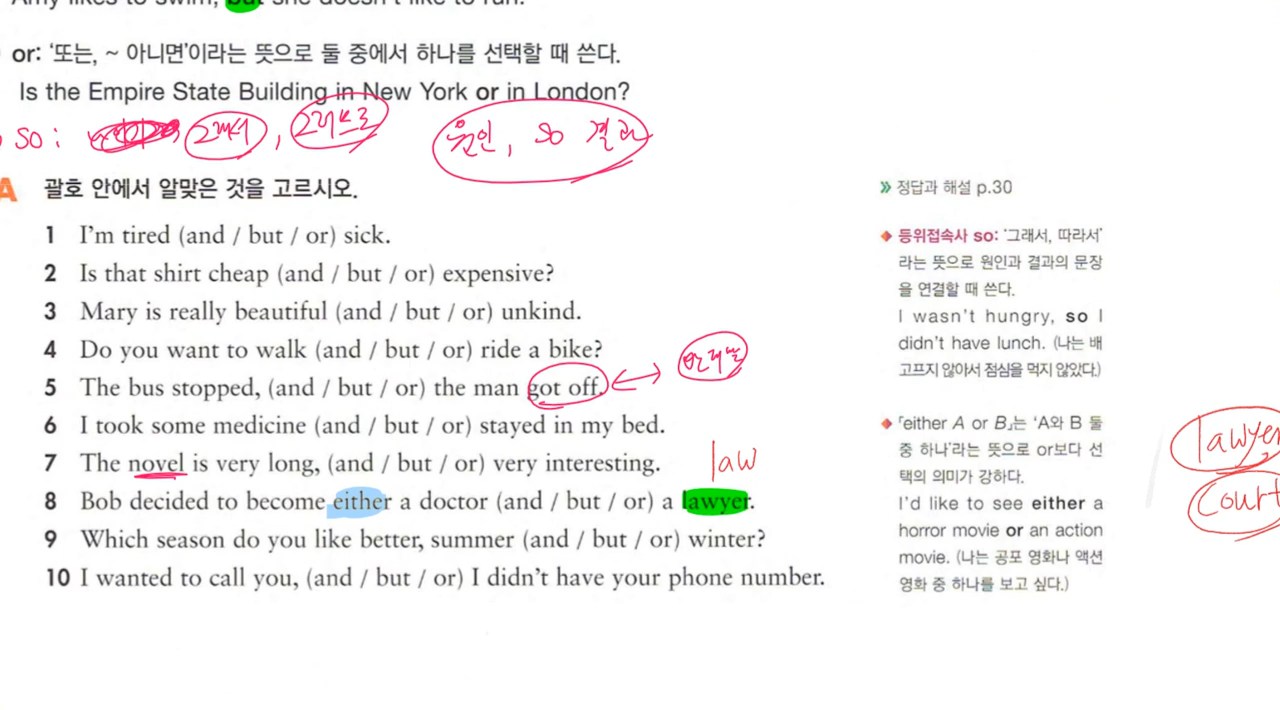 Amy likes to swim, but she doesn't like to run.
or: '또는, ~ 아니면'이라는 뜻으로 둘 중에서 하나를 선택할 때 쓴다.
Is the Empire State Building in New York or in London?
so : 그래서, 그러므로 원인, so 결과
A 괄호 안에서 알맞은 것을 고르시오.
1 I'm tired (and / but / or) sick.
2 Is that shirt cheap (and / but / or) expensive?
3 Mary is really beautiful (and / but / or) unkind.
4 Do you want to walk (and / but / or) ride a bike?
반대말
5 The bus stopped, (and / but / or) the man got off.
6 I took some medicine (and / but / or) stayed in my bed.
law
7 The novel is very long, (and / but / or) very interesting.
8 Bob decided to become either a doctor (and / but / or) a lawyer.
9 Which season do you like better, summer (and / but / or) winter?
10 I wanted to call you, (and / but / or) I didn't have your phone number.
» 정답과 해설 p.30
등위접속사 so: '그래서, 따라서'
라는 뜻으로 원인과 결과의 문장
을 연결할 때 쓴다.
I wasn't hungry, so I
didn't have lunch. (나는 배
고프지 않아서 점심을 먹지 않았다.)
「either A or B」는 'A와 B 둘
중 하나'라는 뜻으로 or보다 선
택의 의미가 강하다.
I'd like to see either a
horror movie or an action
movie. (나는 공포 영화나 액션
영화 중 하나를 보고 싶다.)
lawyer
court